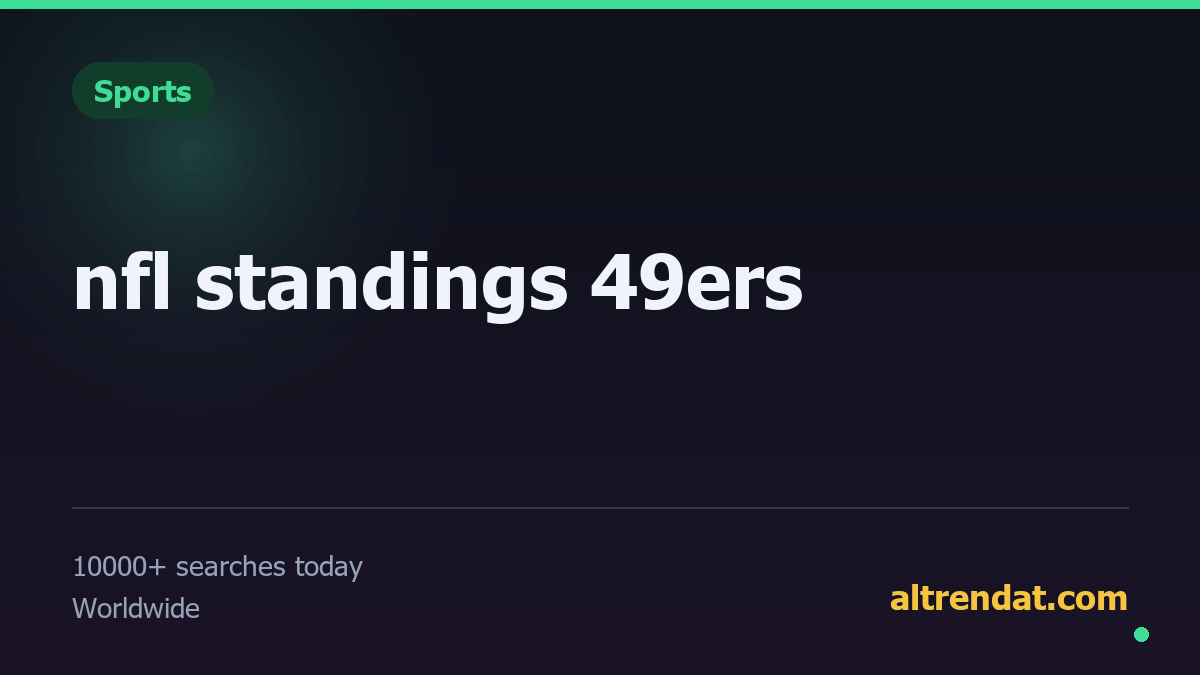 Sports
nfl standings 49ers
10000+ searches today
Worldwide
altrendat.com